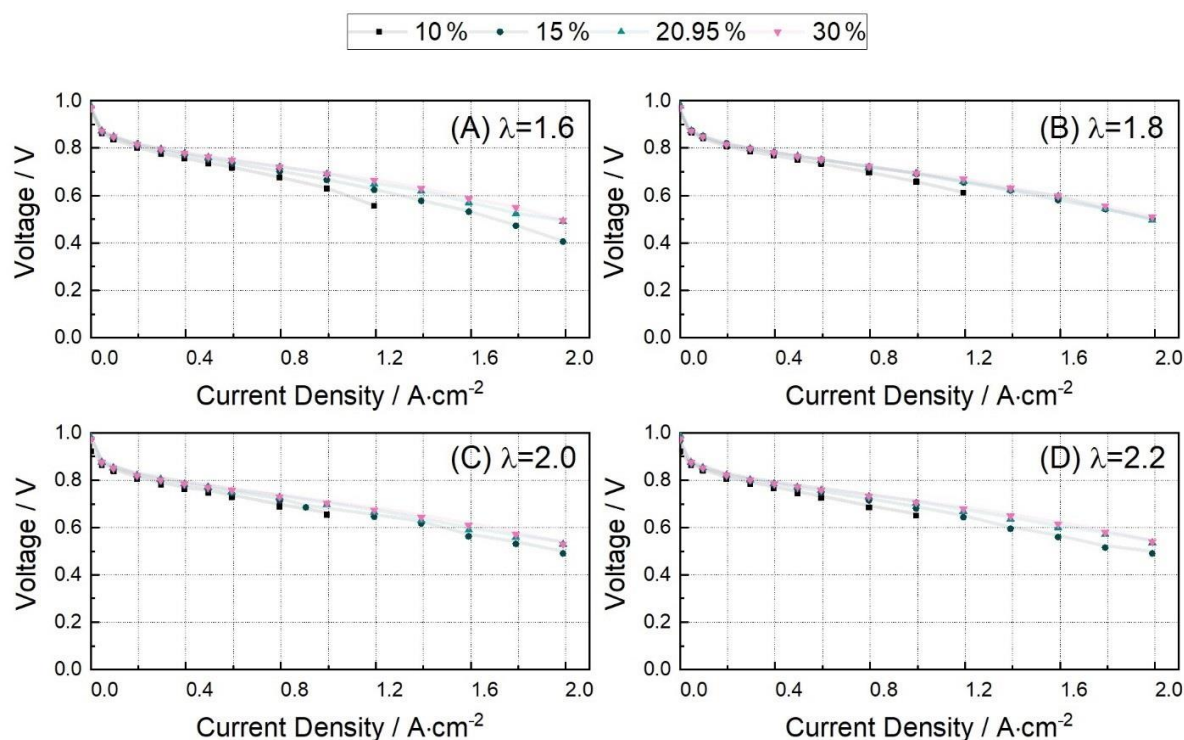 10 % 15 % 20.95 % 30 %
(A) λ=1.6
Voltage / V
1.0
0.8
0.6
0.4
0.2
0.0
0.0 0.4 0.8 1.2 1.6 2.0
Current Density / A·cm-2
(B) λ=1.8
Voltage / V
1.0
0.8
0.6
0.4
0.2
0.0
0.0 0.4 0.8 1.2 1.6 2.0
Current Density / A·cm-2
(C) λ=2.0
Voltage / V
1.0
0.8
0.6
0.4
0.2
0.0
0.0 0.4 0.8 1.2 1.6 2.0
Current Density / A·cm-2
(D) λ=2.2
Voltage / V
1.0
0.8
0.6
0.4
0.2
0.0
0.0 0.4 0.8 1.2 1.6 2.0
Current Density / A·cm-2